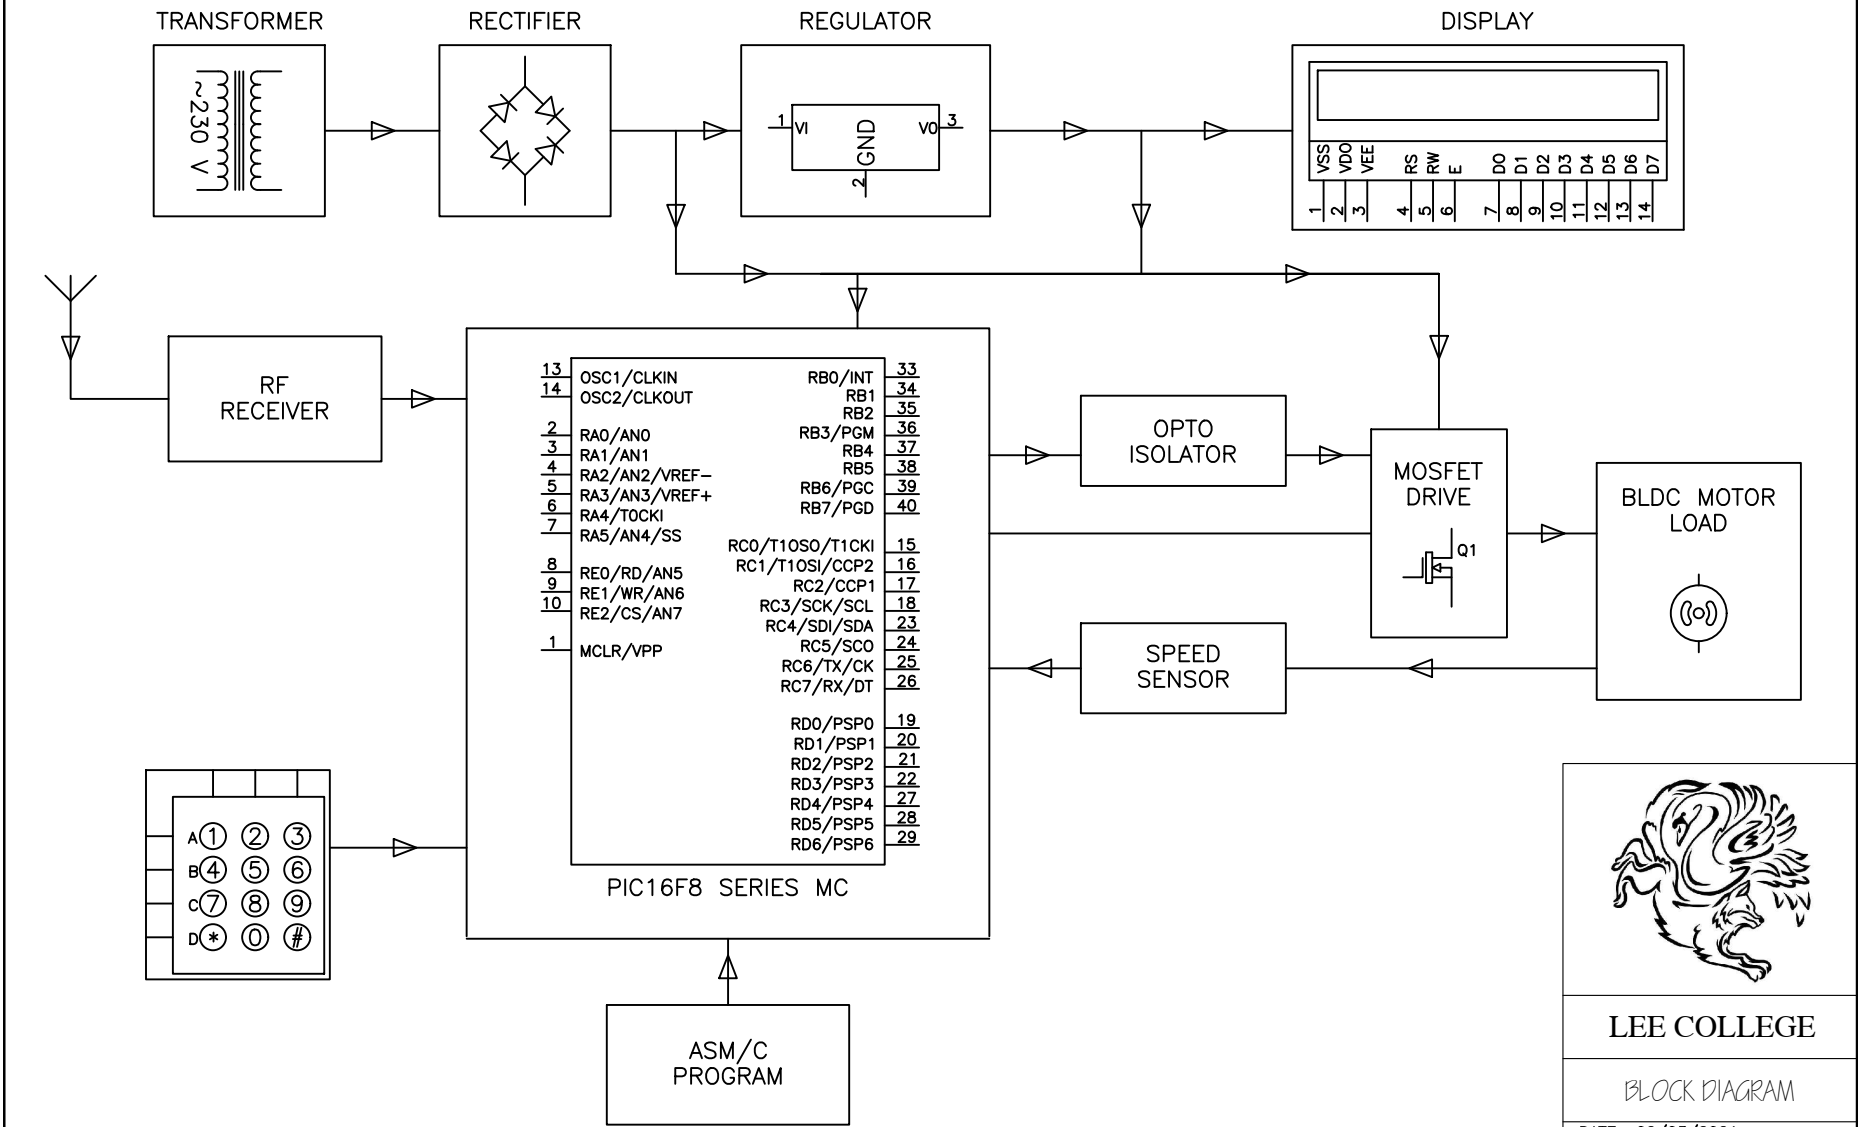 TRANSFORMER
RECTIFIER
REGULATOR
DISPLAY
~230 V
1
VI
GND
2
VO
3
VSS
VDO
VEE
RS
RW
E
D0
D1
D2
D3
D4
D5
D6
D7
1
2
3
4
5
6
7
8
9
10
11
12
13
14
RF
RECEIVER
13
OSC1/CLKIN
14
OSC2/CLKOUT
2
RA0/AN0
3
RA1/AN1
4
RA2/AN2/VREF-
5
RA3/AN3/VREF+
6
RA4/TOCKI
7
RA5/AN4/SS
8
RE0/RD/AN5
9
RE1/WR/AN6
10
RE2/CS/AN7
1
MCLR/VPP
RB0/INT 33
RB1 34
RB2 35
RB3/PGM 36
RB4 37
RB5 38
RB6/PGC 39
RB7/PGD 40
RC0/T1OSO/T1CKI 15
RC1/T1OSI/CCP2 16
RC2/CCP1 17
RC3/SCK/SCL 18
RC4/SDI/SDA 23
RC5/SCO 24
RC6/TX/CK 25
RC7/RX/DT 26
RD0/PSP0 19
RD1/PSP1 20
RD2/PSP2 21
RD3/PSP3 22
RD4/PSP4 27
RD5/PSP5 28
RD6/PSP6 29
PIC16F8 SERIES MC
OPTO
ISOLATOR
MOSFET
DRIVE
Q1
BLDC MOTOR
LOAD
SPEED
SENSOR
A 1 2 3
B 4 5 6
C 7 8 9
D * 0 #
ASM/C
PROGRAM
LEE COLLEGE
BLOCK DIAGRAM